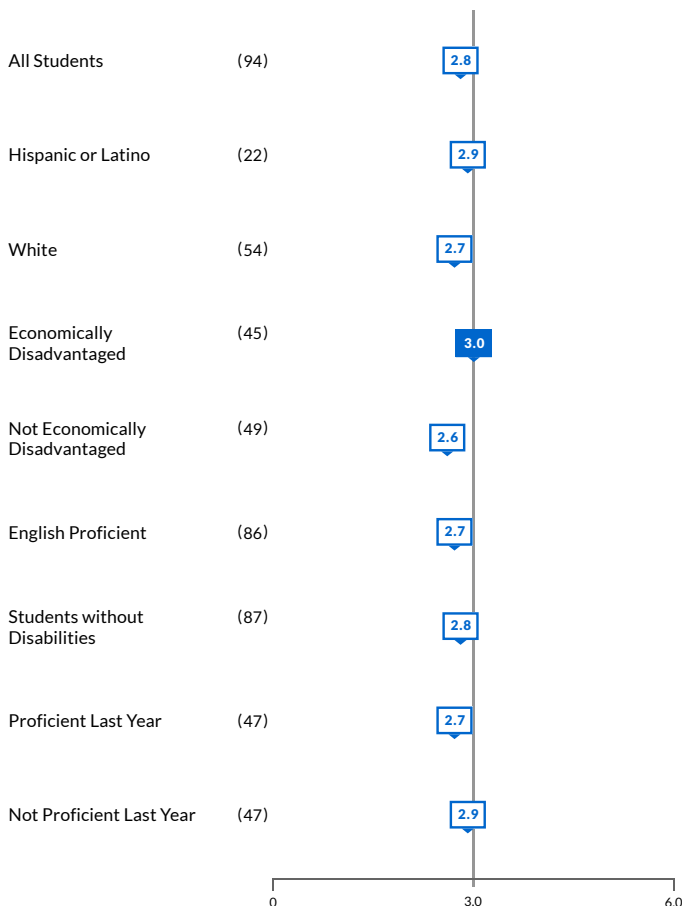 All Students (94) 2.8
Hispanic or Latino (22) 2.9
White (54) 2.7
Economically (45)
Disadvantaged
3.0
Not Economically (49)
Disadvantaged
2.6
English Proficient (86) 2.7
Students without (87)
Disabilities
2.8
Proficient Last Year (47) 2.7
Not Proficient Last Year (47) 2.9
0 3.0 6.0